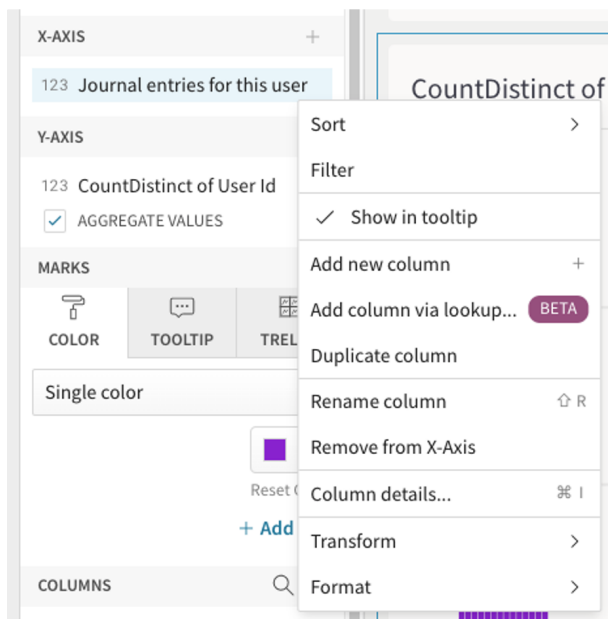 X-AXIS
+
123 Journal entries for this user
CountDistinct of
Y-AXIS
123 CountDistinct of User Id
AGGREGATE VALUES
MARKS
COLOR
TOOLTIP
TREL
Single color
Reset
+ Add
COLUMNS
Sort
Filter
Show in tooltip
Add new column +
Add column via lookup... BETA
Duplicate column
Rename column ⇧ R
Remove from X-Axis
Column details... ⌘ I
Transform
Format